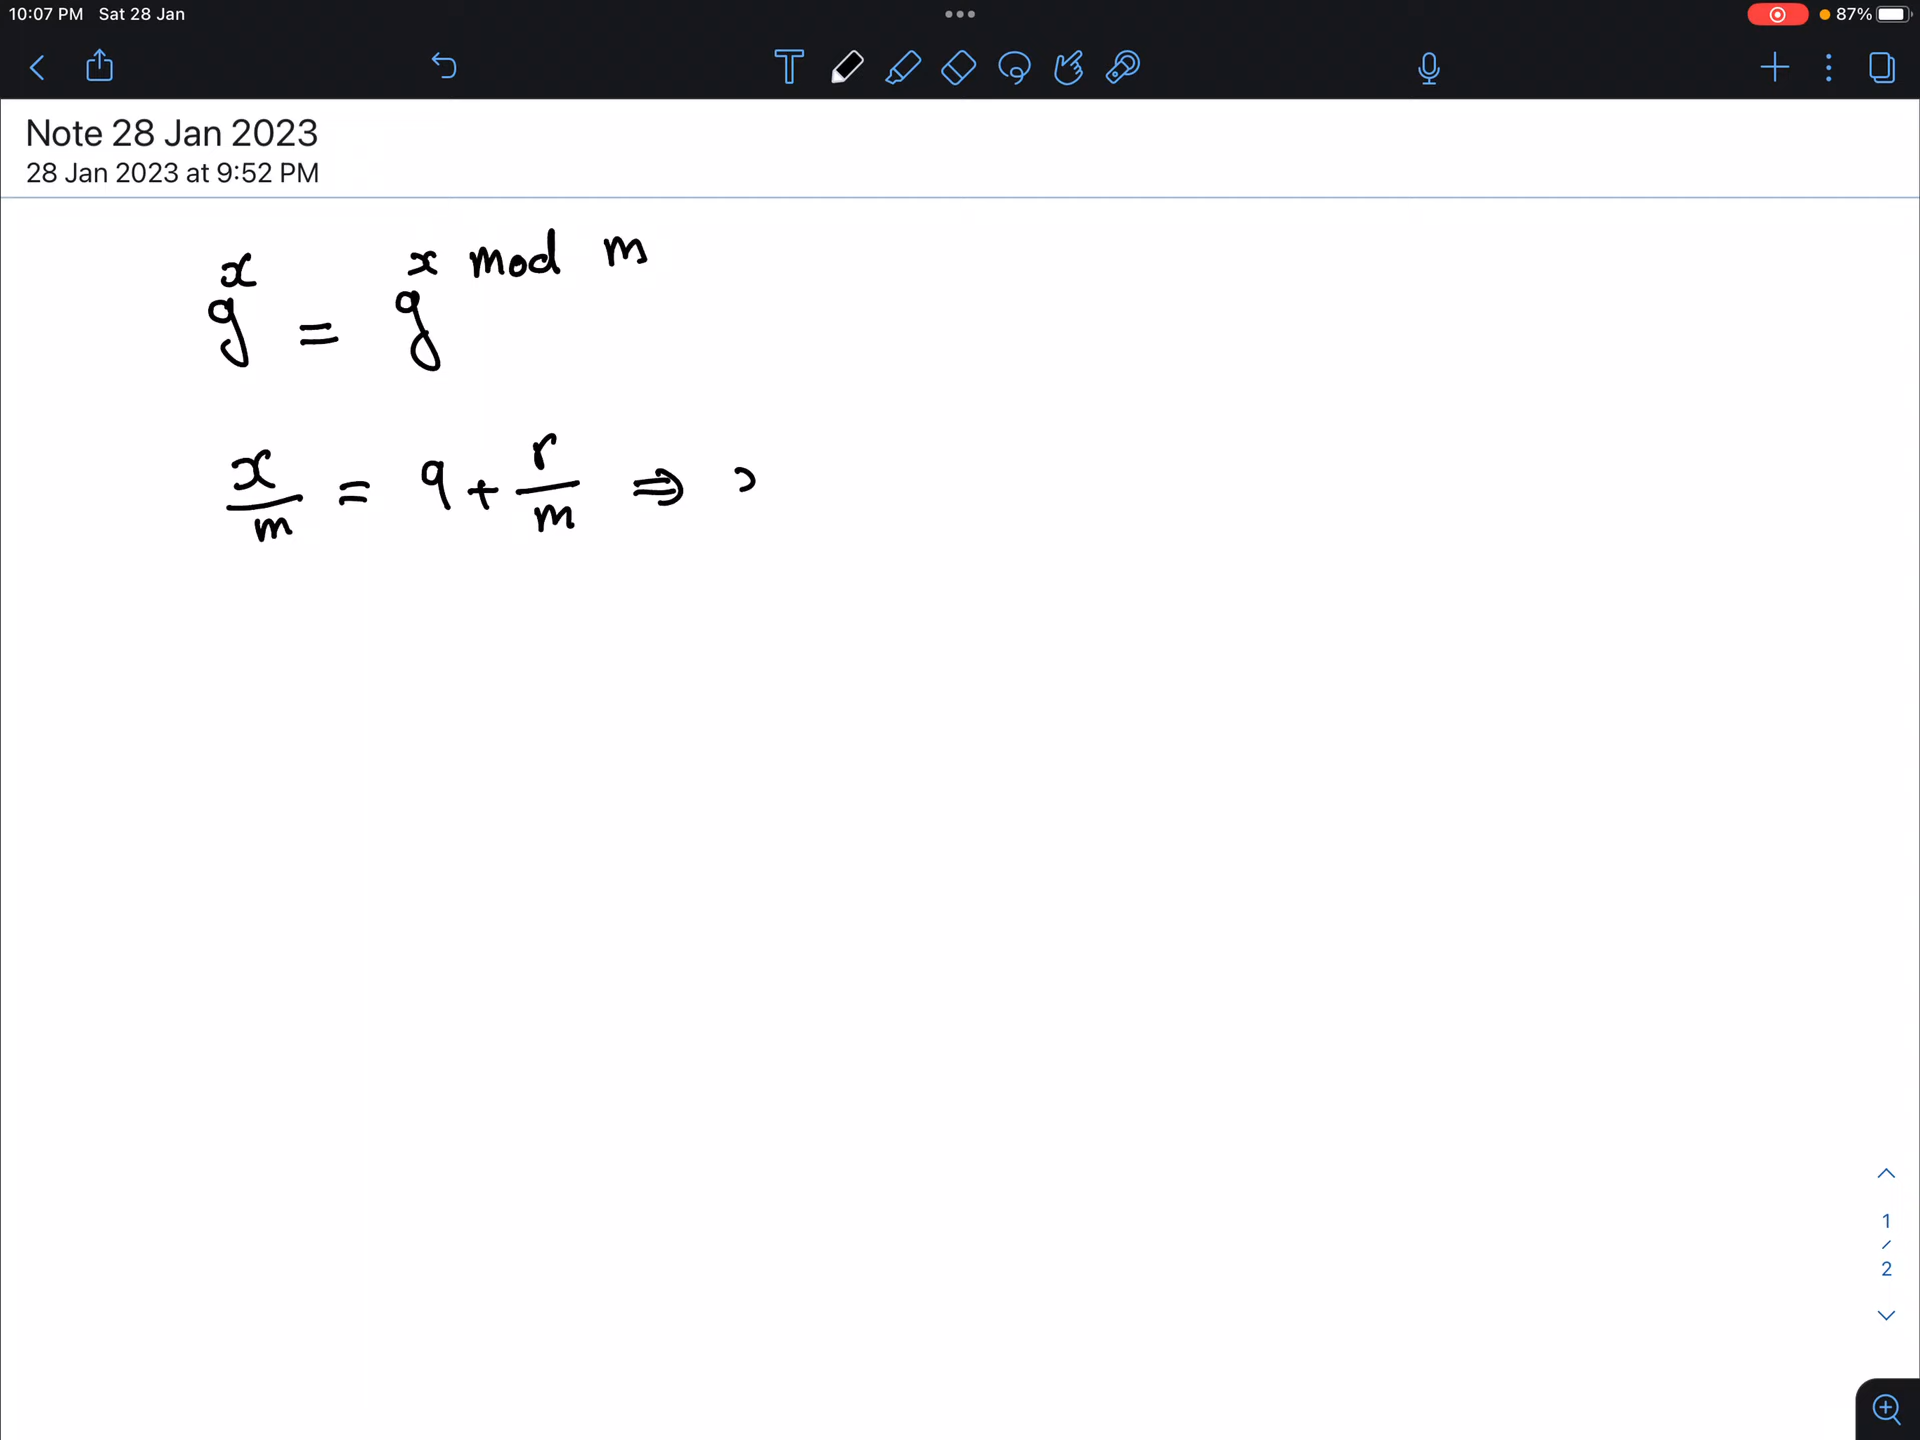 10:07 PM Sat 28 Jan 87%
Note 28 Jan 2023
28 Jan 2023 at 9:52 PM
g^x = g^(x mod m)
x/m = q + r/m ⇒
1
/
2